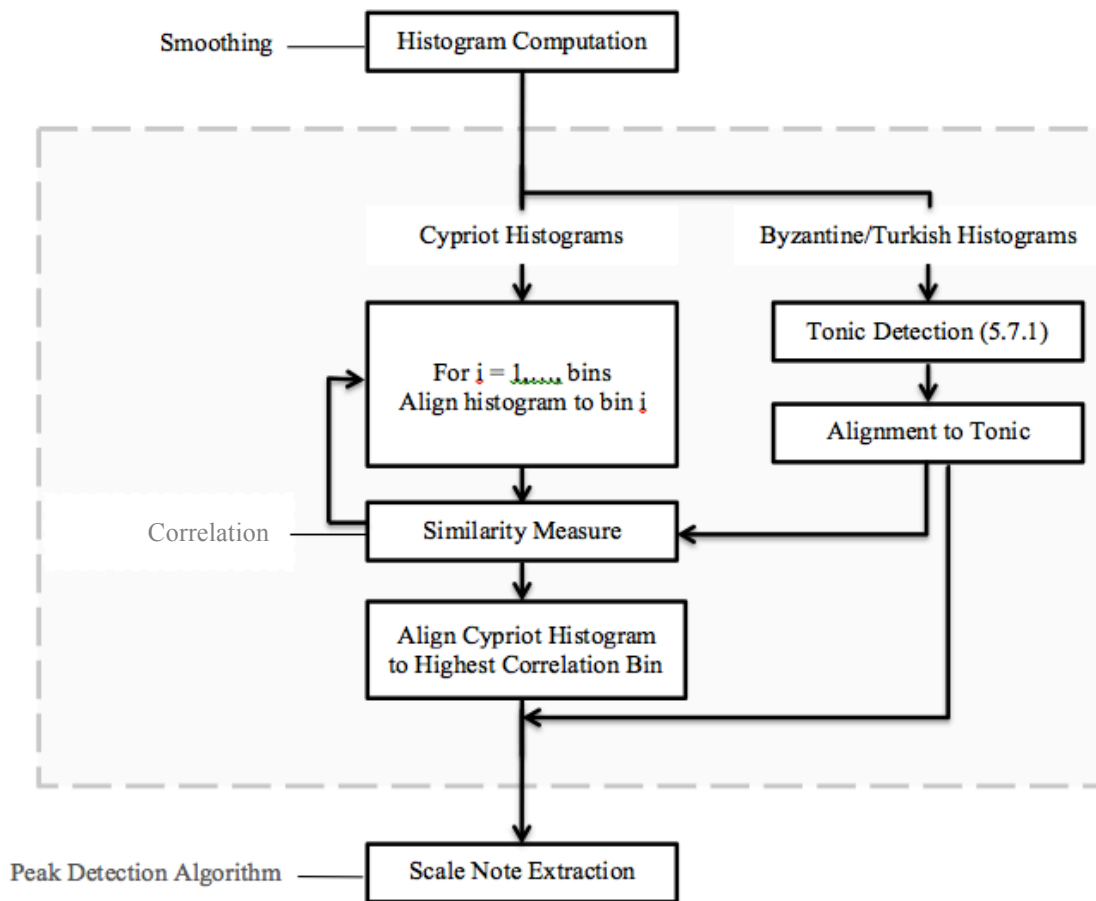 Smoothing
Histogram Computation
Cypriot Histograms
Byzantine/Turkish Histograms
For i = 1,…., bins
Align histogram to bin i
Tonic Detection (5.7.1)
Alignment to Tonic
Correlation
Similarity Measure
Align Cypriot Histogram
to Highest Correlation Bin
Peak Detection Algorithm
Scale Note Extraction